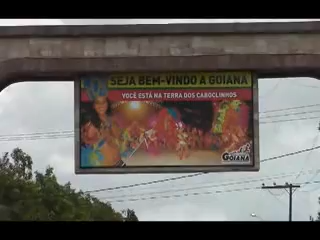 SEJA BEM-VINDO A GOIANA
VOCÊ ESTÁ NA TERRA DOS CABOCLINHOS
GOIANA